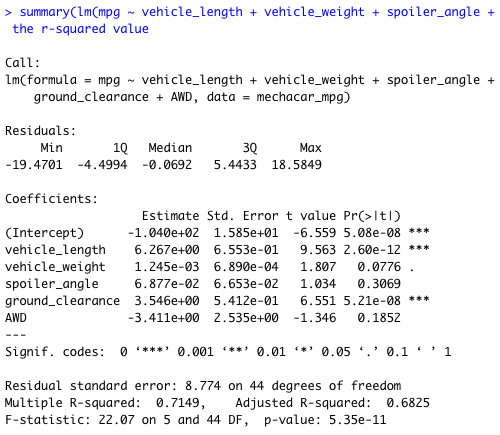 > summary(lm(mpg ~ vehicle_length + vehicle_weight + spoiler_angle +
 the r-squared value

Call:
lm(formula = mpg ~ vehicle_length + vehicle_weight + spoiler_angle +
    ground_clearance + AWD, data = mechacar_mpg)

Residuals:
     Min       1Q   Median       3Q      Max
-19.4701  -4.4994  -0.0692   5.4433  18.5849

Coefficients:
                   Estimate Std. Error t value Pr(>|t|)
(Intercept)      -1.040e+02  1.585e+01  -6.559 5.08e-08 ***
vehicle_length    6.267e+00  6.553e-01   9.563 2.60e-12 ***
vehicle_weight    1.245e-03  6.890e-04   1.807   0.0776 .
spoiler_angle     6.877e-02  6.653e-02   1.034   0.3069
ground_clearance  3.546e+00  5.412e-01   6.551 5.21e-08 ***
AWD              -3.411e+00  2.535e+00  -1.346   0.1852
---
Signif. codes:  0 ‘***’ 0.001 ‘**’ 0.01 ‘*’ 0.05 ‘.’ 0.1 ‘ ’ 1

Residual standard error: 8.774 on 44 degrees of freedom
Multiple R-squared:  0.7149,    Adjusted R-squared:  0.6825
F-statistic: 22.07 on 5 and 44 DF,  p-value: 5.35e-11